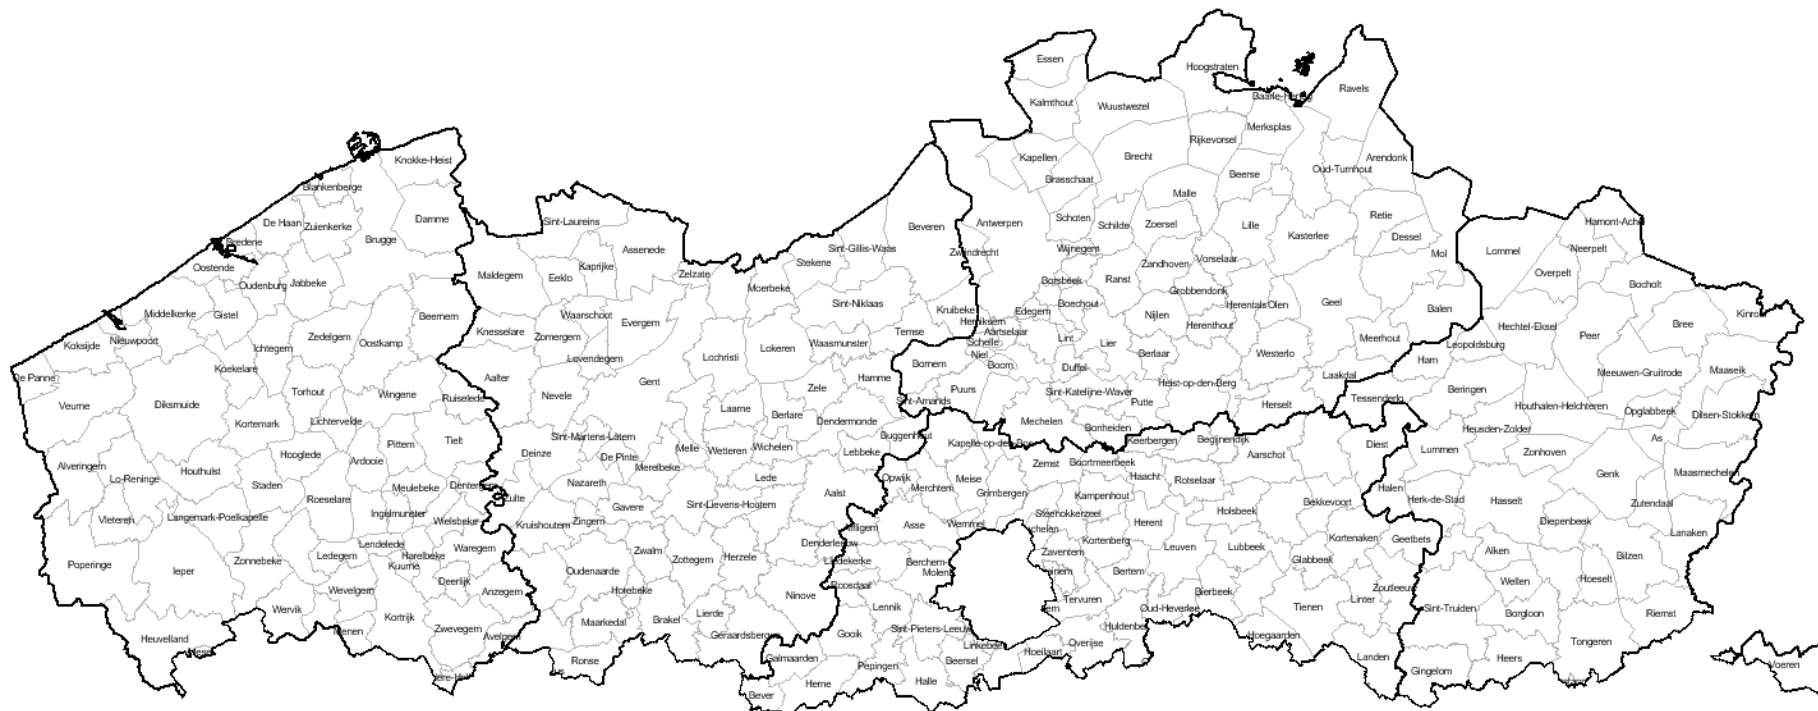 Essen
Hoogstraten
Ravels
Kalmthout
Wuustwezel
Merksplas
Rijkevorsel
Kapellen
Brecht
Arendonk
Knokke-Heist
Oud-Turnhout
Beerse
Brasschaat
Blankenberge
Malle
Damme
De Haan
Zuienkerke
Sint-Laureins
Beveren
Antwerpen
Schoten
Schilde
Zoersel
Lille
Retie
Hamont-Achel
Brugge
Kasterlee
Dessel
Bredene
Assenede
Sint-Gillis-Waas
Zwijndrecht
Wijnegem
Mol
Lommel
Neerpelt
Oostende
Kaprijke
Stekene
Zandhoven
Vorselaar
Maldegem
Eeklo
Zelzate
Overpelt
Oudenburg
Jabbeke
Moerbeke
Borsbeek
Ranst
Bocholt
Grobbendonk
Sint-Niklaas
Boechout
Herentals
Olen
Geel
Middelkerke
Gistel
Beernem
Waarschoot
Kruibeke
Edegem
Nijlen
Balen
Kinrooi
Evergem
Hemiksem
Herenthout
Hechtel-Eksel
Bree
Knesselare
Zomergem
Temse
Aartselaar
Zedelgem
Oostkamp
Nieuwpoort
Koksijde
Waasmunster
Schelle
Lint
Lier
Meerhout
Leopoldsburg
Peer
Ichtegem
Lochristi
Lokeren
Niel
Berlaar
Westerlo
Lovendegem
Ham
Koekelare
Bornem
Boom
Duffel
De Panne
Aalter
Gent
Hamme
Laakdal
Meeuwen-Gruitrode
Maaseik
Zele
Puurs
Sint-Katelijne-Waver
Heist-op-den-Berg
Beringen
Torhout
Wingene
Ruiselede
Nevele
Sint-Amands
Putte
Herselt
Tessenderlo
Veurne
Diksmuide
Laarne
Berlare
Houthalen-Helchteren
Opglabbeek
Dilsen-Stokkem
Kortemark
Lichtervelde
Dendermonde
Mechelen
Bonheiden
Heusden-Zolder
Pittem
Tielt
Sint-Martens-Latem
Buggenhout
Kapelle-op-den-Bos
Keerbergen
Begijnendijk
Diest
As
Hooglede
Deinze
De Pinte
Melle
Wetteren
Wichelen
Lebbeke
Aarschot
Lummen
Zonhoven
Ardooie
Merelbeke
Zemst
Boortmeerbeek
Alveringem
Houthulst
Genk
Maasmechelen
Lo-Reninge
Nazareth
Lede
Opwijk
Meise
Haacht
Rotselaar
Staden
Meulebeke
Dentergem
Merchtem
Halen
Roeselare
Zulte
Aalst
Grimbergen
Kampenhout
Herk-de-Stad
Hasselt
Sint-Lievens-Houtem
Gavere
Bekkevoort
Zutendaal
Vleteren
Langemark-Poelkapelle
Ingelmunster
Wielsbeke
Kruishoutem
Zingem
Steenokkerzeel
Holsbeek
Asse
Wemmel
Herent
Diepenbeek
Lanaken
Kortenberg
Kortenaken
Geetbets
Lendelede
Denderleeuw
Waregem
Zwalm
Zaventem
Leuven
Lubbeek
Alken
Bilzen
Ledegem
Harelbeke
Zonnebeke
Zottegem
Herzele
Liedekerke
Glabbeek
Poperinge
Ieper
Kuurne
Oudenaarde
Bertem
Hoeselt
Deerlijk
Roosdaal
Wellen
Wevelgem
Anzegem
Horebeke
Bierbeek
Ninove
Tervuren
Linter
Wervik
Kortrijk
Lennik
Oud-Heverlee
Tienen
Sint-Truiden
Borgloon
Riemst
Lierde
Brakel
Maarkedal
Zwevegem
Huldenberg
Heuvelland
Avelgem
Geraardsbergen
Gooik
Sint-Pieters-Leeuw
Hoegaarden
Overijse
Tongeren
Hoeilaart
Galmaarden
Ronse
Pepingen
Beersel
Landen
Heers
Voeren
Gingelom
Herne
Halle
Bever